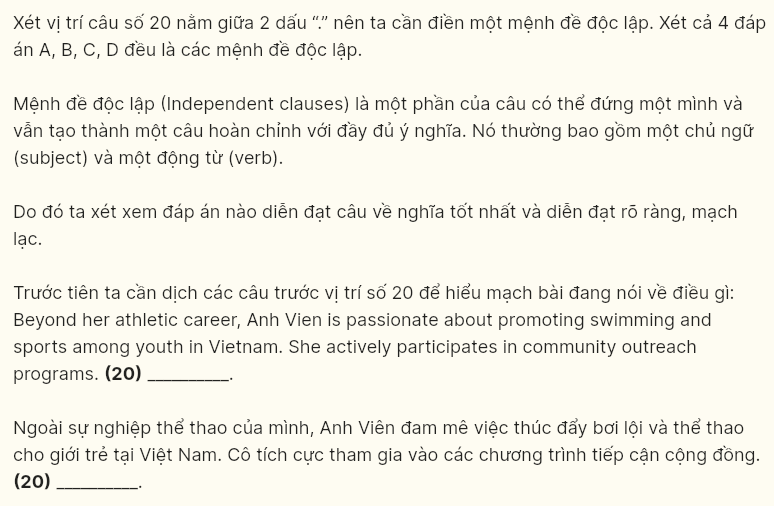 Xét vị trí câu số 20 nằm giữa 2 dấu “.” nên ta cần điền một mệnh đề độc lập. Xét cả 4 đáp
án A, B, C, D đều là các mệnh đề độc lập.
Mệnh đề độc lập (Independent clauses) là một phần của câu có thể đứng một mình và
vẫn tạo thành một câu hoàn chỉnh với đầy đủ ý nghĩa. Nó thường bao gồm một chủ ngữ
(subject) và một động từ (verb).
Do đó ta xét xem đáp án nào diễn đạt câu về nghĩa tốt nhất và diễn đạt rõ ràng, mạch
lạc.
Trước tiên ta cần dịch các câu trước vị trí số 20 để hiểu mạch bài đang nói về điều gì:
Beyond her athletic career, Anh Vien is passionate about promoting swimming and
sports among youth in Vietnam. She actively participates in community outreach
programs. (20) __________.
Ngoài sự nghiệp thể thao của mình, Anh Viên đam mê việc thúc đẩy bơi lội và thể thao
cho giới trẻ tại Việt Nam. Cô tích cực tham gia vào các chương trình tiếp cận cộng đồng.
(20) __________.